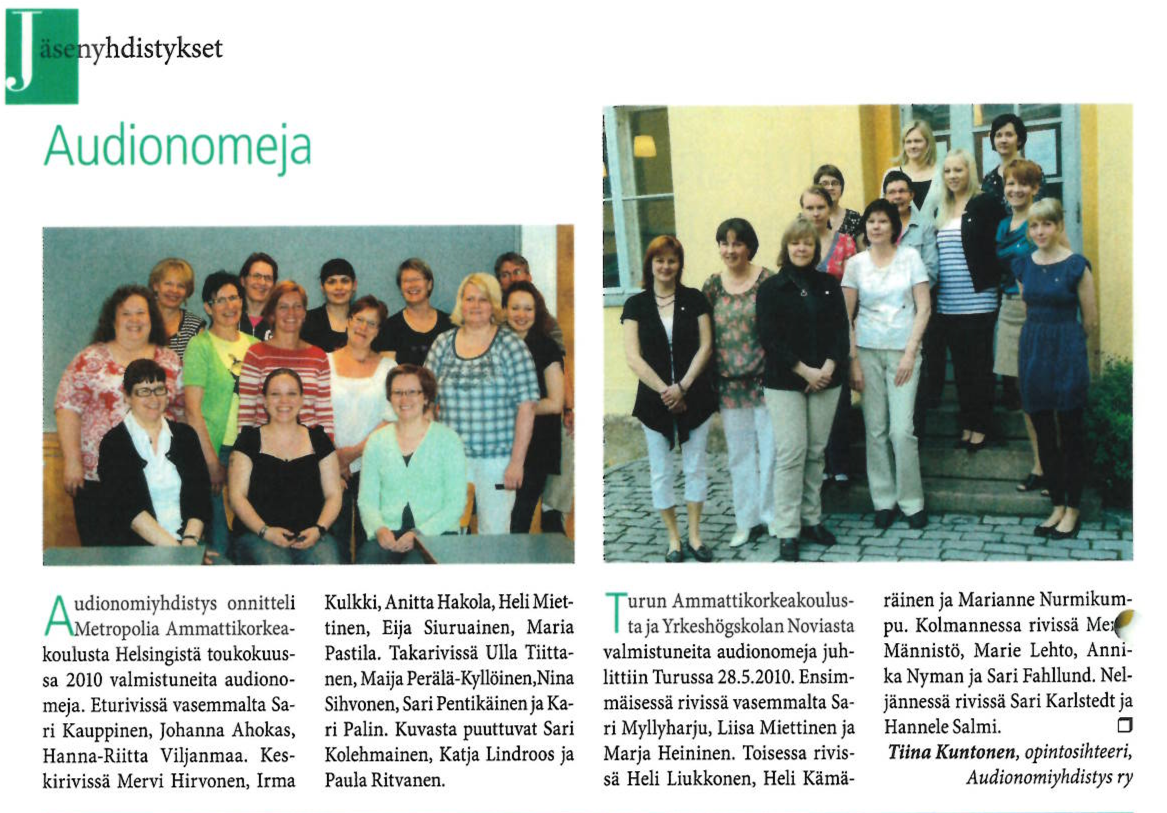 Jäsenyhdistykset
Audionomeja
Audionomiyhdistys onnitteli
Metropolia Ammattikorkea-
koulusta Helsingistä toukokuus-
sa 2010 valmistuneita audiono-
meja. Eturivissä vasemmalta Sa-
ri Kauppinen, Johanna Ahokas,
Hanna-Riitta Viljanmaa. Kes-
kirivissä Mervi Hirvonen, Irma
Kulkki, Anitta Hakola, Heli Miet-
tinen, Eija Siuruainen, Maria
Pastila. Takarivissä Ulla Tiitta-
nen, Maija Perälä-Kyllöinen,Nina
Sihvonen, Sari Pentikäinen ja Ka-
ri Palin. Kuvasta puuttuvat Sari
Kolehmainen, Katja Lindroos ja
Paula Ritvanen.
Turun Ammattikorkeakoulus-
ta ja Yrkeshögskolan Noviasta
valmistuneita audionomeja juh-
littiin Turussa 28.5.2010. Ensim-
mäisessä rivissä vasemmalta Sa-
ri Myllyharju, Liisa Miettinen ja
Marja Heininen. Toisessa rivis-
sä Heli Liukkonen, Heli Kämä-
räinen ja Marianne Nurmikum-
pu. Kolmannessa rivissä
Männistö, Marie Lehto, Anni-
ka Nyman ja Sari Fahllund. Nel-
jännessä rivissä Sari Karlstedt ja
Hannele Salmi. ❒
Tiina Kuntonen, opintosihteeri,
Audionomiyhdistys ry